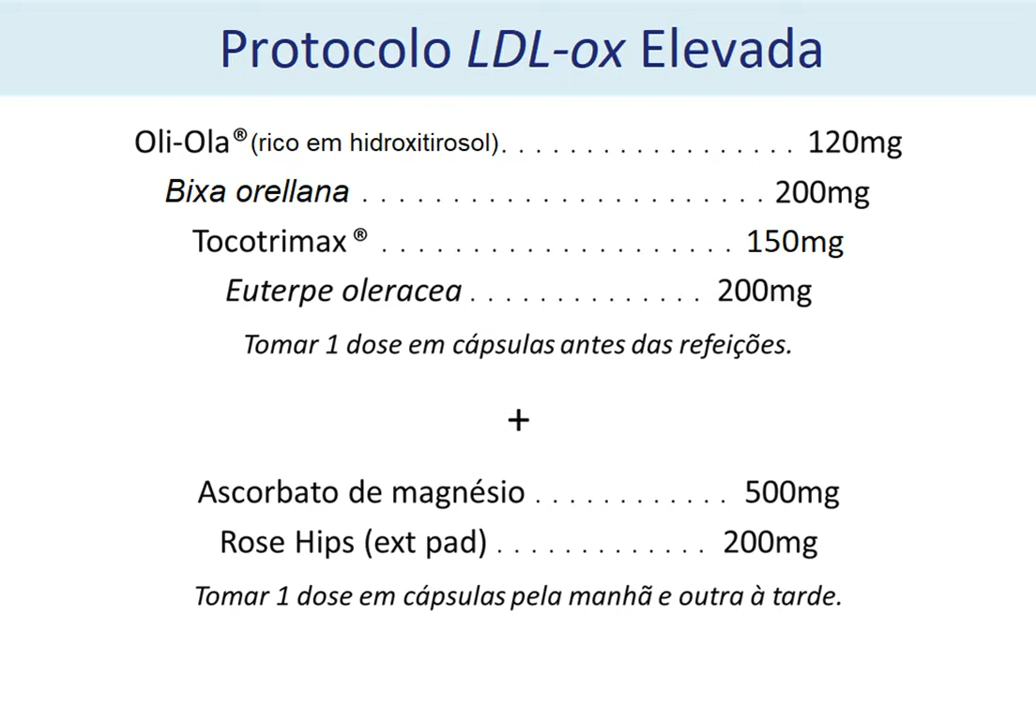 Protocolo LDL-ox Elevada
Oli-Ola® (rico em hidroxitirosol). . . . . . . . . . . . . . . . . . 120mg
Bixa orellana . . . . . . . . . . . . . . . . . . . . . . . 200mg
Tocotrimax ® . . . . . . . . . . . . . . . . . . . . 150mg
Euterpe oleracea . . . . . . . . . . . . . . 200mg
Tomar 1 dose em cápsulas antes das refeições.
+
Ascorbato de magnésio . . . . . . . . . . . 500mg
Rose Hips (ext pad) . . . . . . . . . . . . . 200mg
Tomar 1 dose em cápsulas pela manhã e outra à tarde.